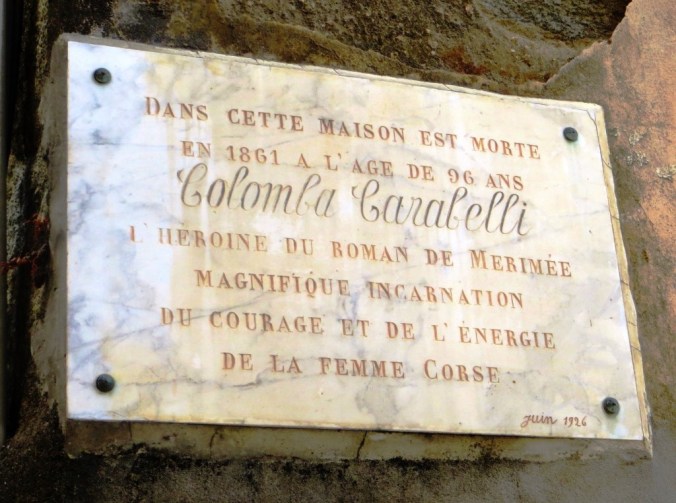 DANS CETTE MAISON EST MORTE
EN 1861 A L'AGE DE 96 ANS
Colomba Carabelli
L'HEROINE DU ROMAN DE MERIMÉE
MAGNIFIQUE INCARNATION
DU COURAGE ET DE L'ÉNERGIE
DE LA FEMME CORSE
juin 1926